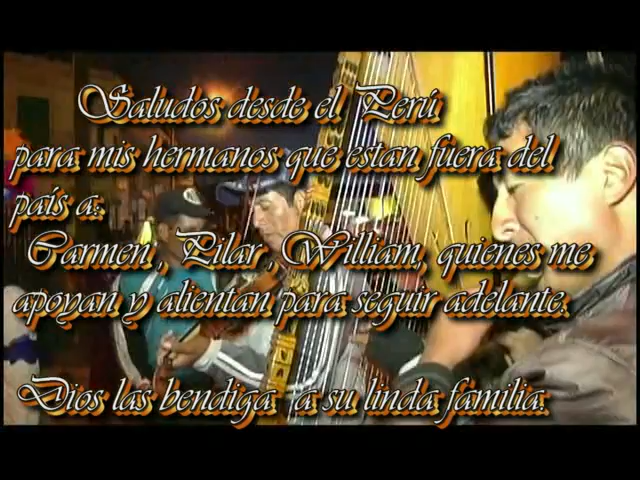 Saludos desde el Perú
para mis hermanos que estan fuera del
país a:
Carmen, Pilar, William, quienes me
apoyan y alientan para seguir adelante.
Dios las bendiga a su linda familia.